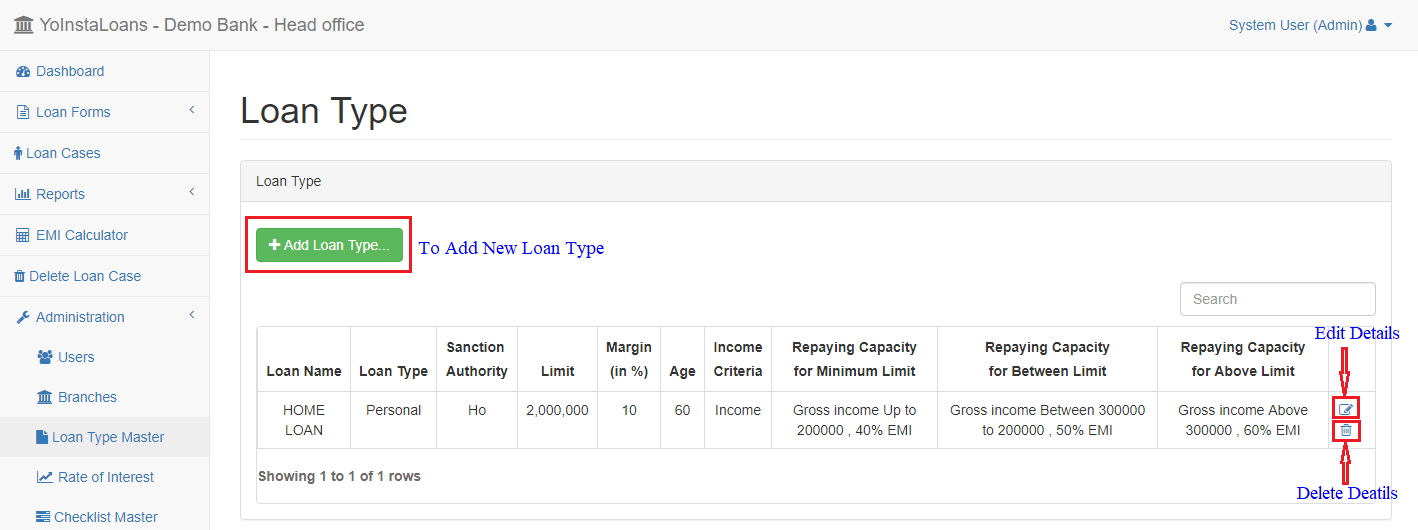 YoInstaLoans - Demo Bank - Head office
System User (Admin)
Dashboard
Loan Forms
Loan Cases
Reports
EMI Calculator
Delete Loan Case
Administration
Users
Branches
Loan Type Master
Rate of Interest
Checklist Master
Loan Type
Loan Type
Add Loan Type...
To Add New Loan Type
Search
Edit Details
Loan Name
Loan Type
Sanction
Authority
Limit
Margin
(in %)
Age
Income
Criteria
Repaying Capacity
for Minimum Limit
Repaying Capacity
for Between Limit
Repaying Capacity
for Above Limit
HOME
LOAN
Personal
Ho
2,000,000
10
60
Income
Gross income Up to
200000 , 40% EMI
Gross income Between 300000
to 200000 , 50% EMI
Gross income Above
300000 , 60% EMI
Showing 1 to 1 of 1 rows
Delete Deatils